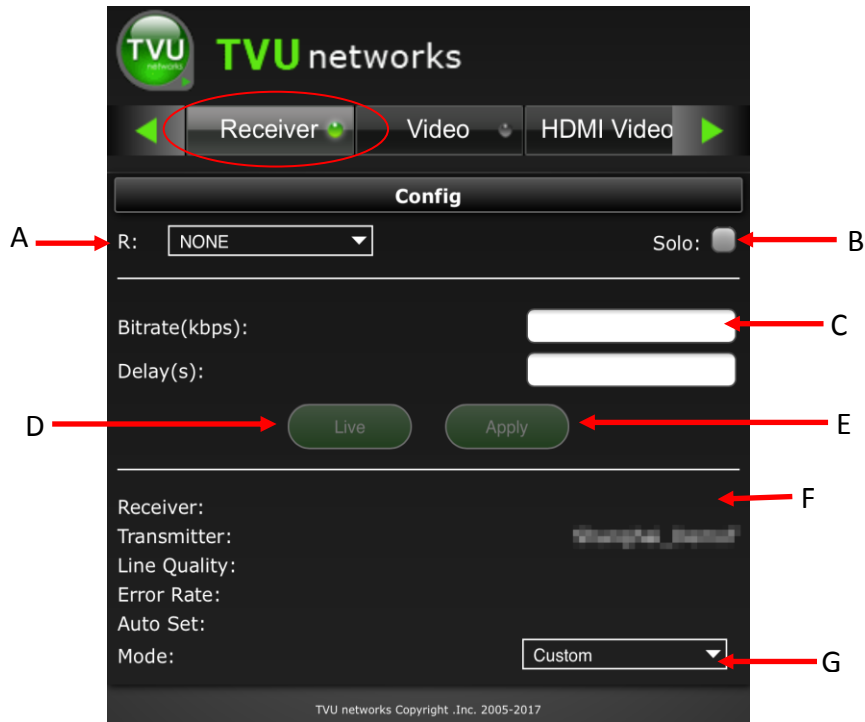 TVU
networks
TVU networks
Receiver Video HDMI Video
Config
A R: NONE Solo: B
Bitrate(kbps): C
Delay(s):
D Live Apply E
Receiver: F
Transmitter:
Line Quality:
Error Rate:
Auto Set:
Mode: Custom G
TVU networks Copyright .Inc. 2005-2017